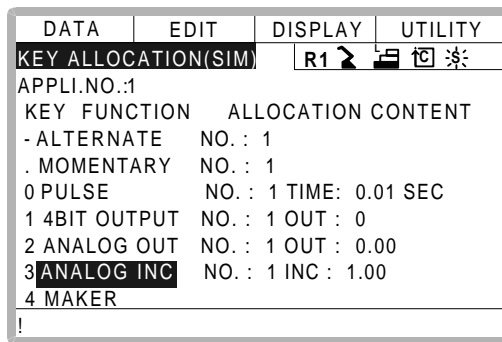 DATA EDIT DISPLAY UTILITY
KEY ALLOCATION(SIM) R1 C S
APPLI.NO.:1
KEY FUNCTION ALLOCATION CONTENT
- ALTERNATE NO. : 1
. MOMENTARY NO. : 1
0 PULSE NO. : 1 TIME: 0.01 SEC
1 4BIT OUTPUT NO. : 1 OUT : 0
2 ANALOG OUT NO. : 1 OUT : 0.00
3 ANALOG INC NO. : 1 INC : 1.00
4 MAKER
!